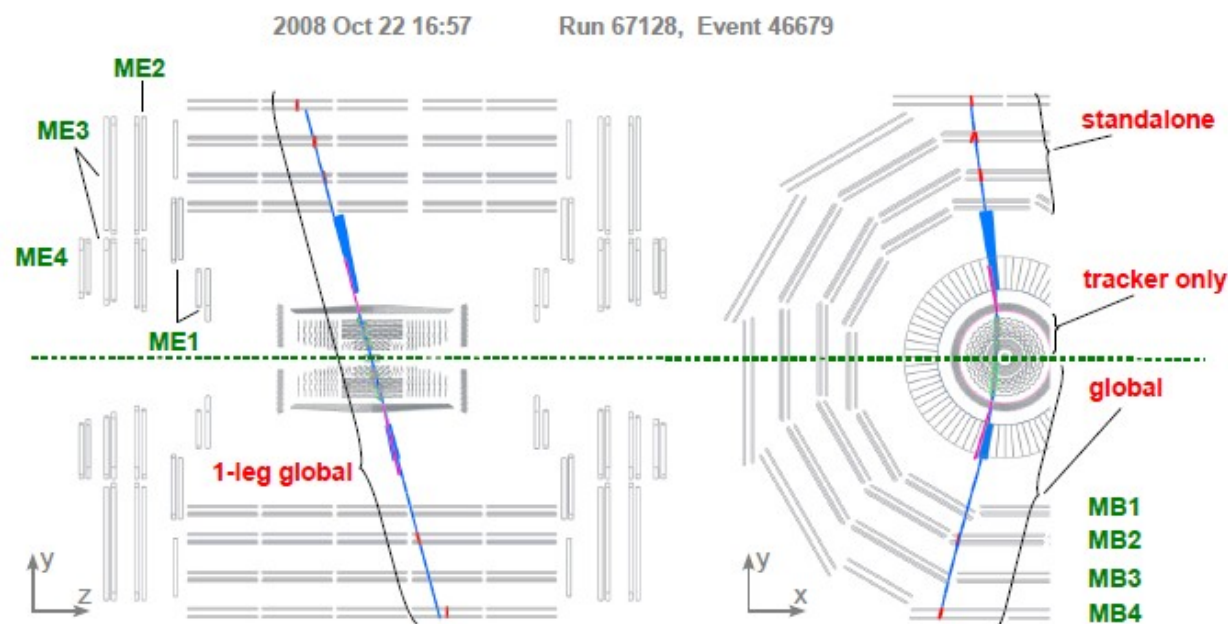 2008 Oct 22 16:57 Run 67128, Event 46679
ME2
ME3
standalone
ME4
tracker only
ME1
global
1-leg global
MB1
MB2
MB3
MB4
y
z
y
x